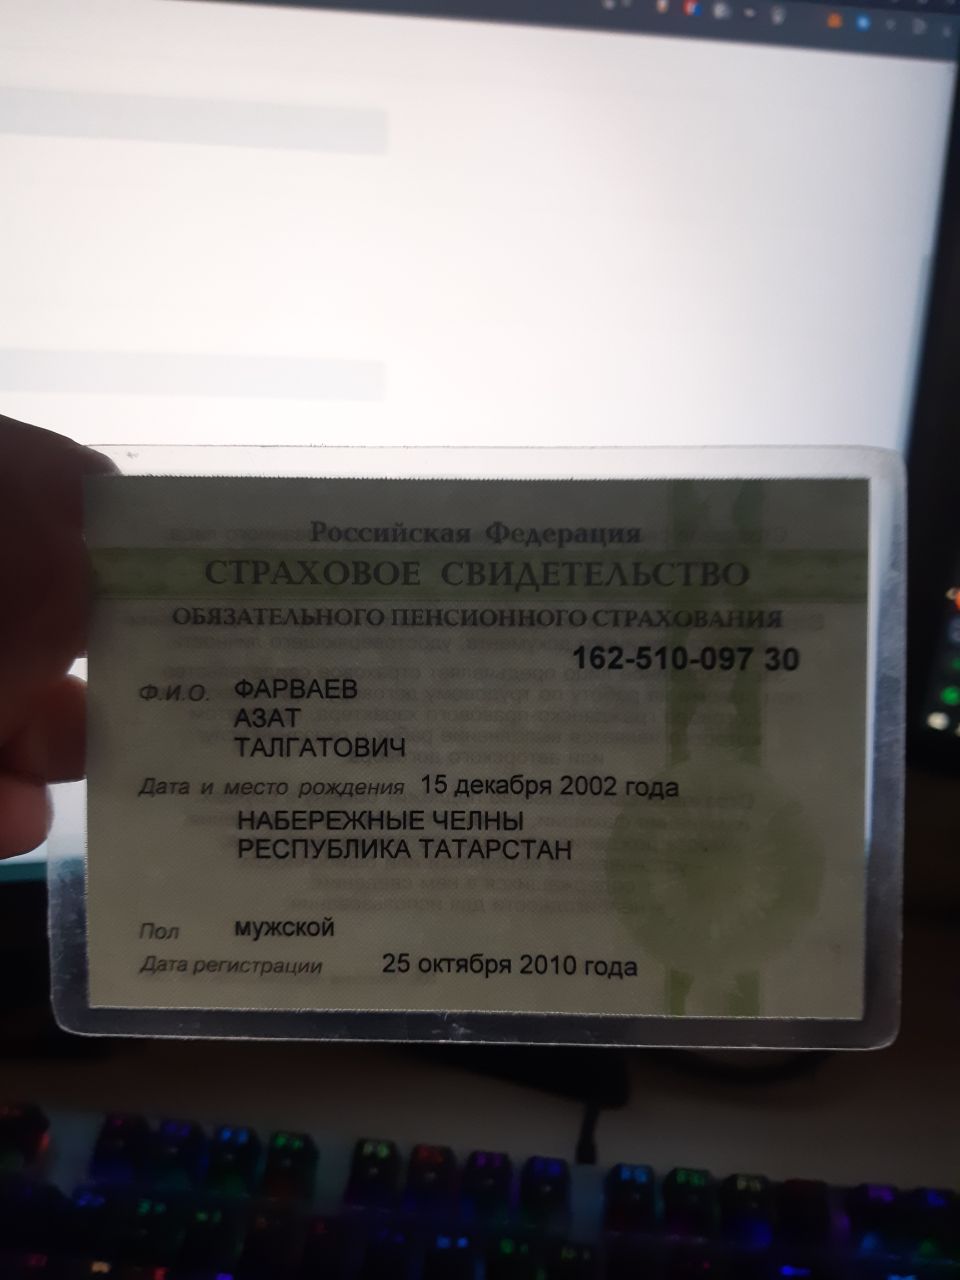 Российская Федерация
СТРАХОВОЕ СВИДЕТЕЛЬСТВО
ОБЯЗАТЕЛЬНОГО ПЕНСИОННОГО СТРАХОВАНИЯ
162-510-097 30
Ф.И.О. ФАРВАЕВ
АЗАТ
ТАЛГАТОВИЧ
Дата и место рождения 15 декабря 2002 года
НАБЕРЕЖНЫЕ ЧЕЛНЫ
РЕСПУБЛИКА ТАТАРСТАН
Пол мужской
Дата регистрации 25 октября 2010 года